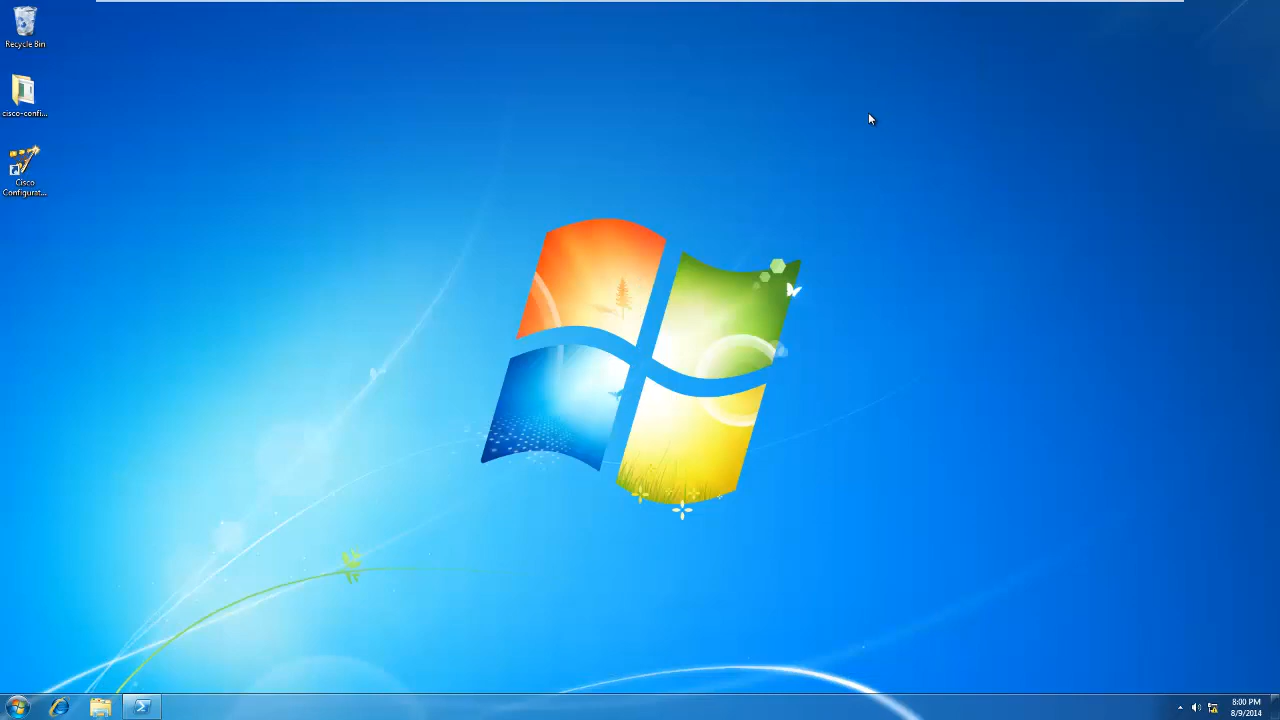 Recycle Bin
cisco-confi...
Cisco
Configurat...
8:00 PM
8/9/2014